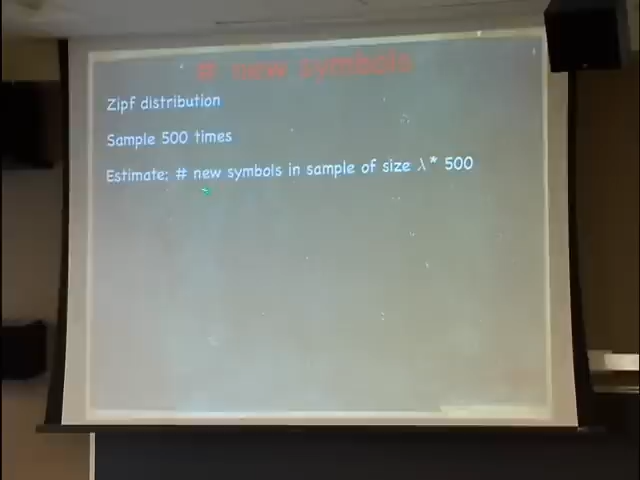 # new symbols
Zipf distribution
Sample 500 times
Estimate: # new symbols in sample of size λ* 500